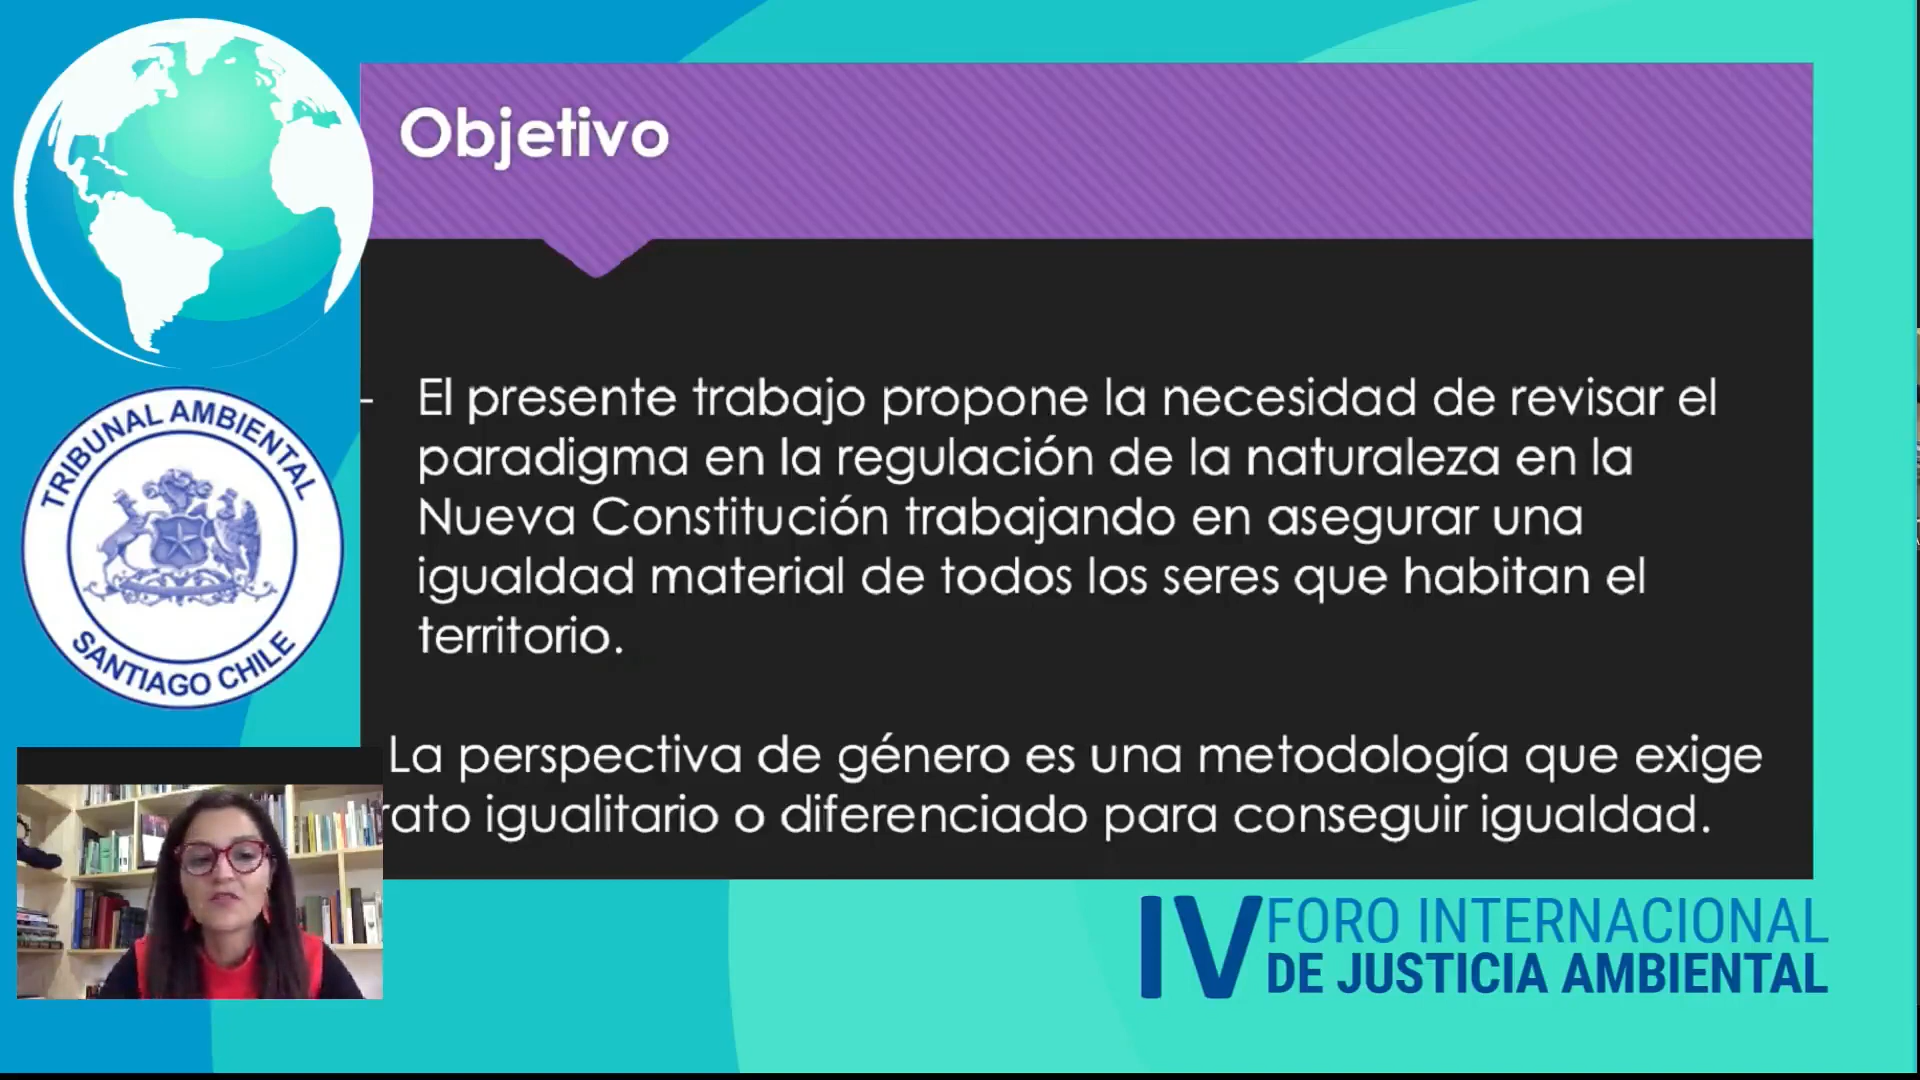 Objetivo
- El presente trabajo propone la necesidad de revisar el
paradigma en la regulación de la naturaleza en la
Nueva Constitución trabajando en asegurar una
igualdad material de todos los seres que habitan el
territorio.
La perspectiva de género es una metodología que exige
rato igualitario o diferenciado para conseguir igualdad.
TRIBUNAL AMBIENTAL
SANTIAGO CHILE
IV FORO INTERNACIONAL
DE JUSTICIA AMBIENTAL